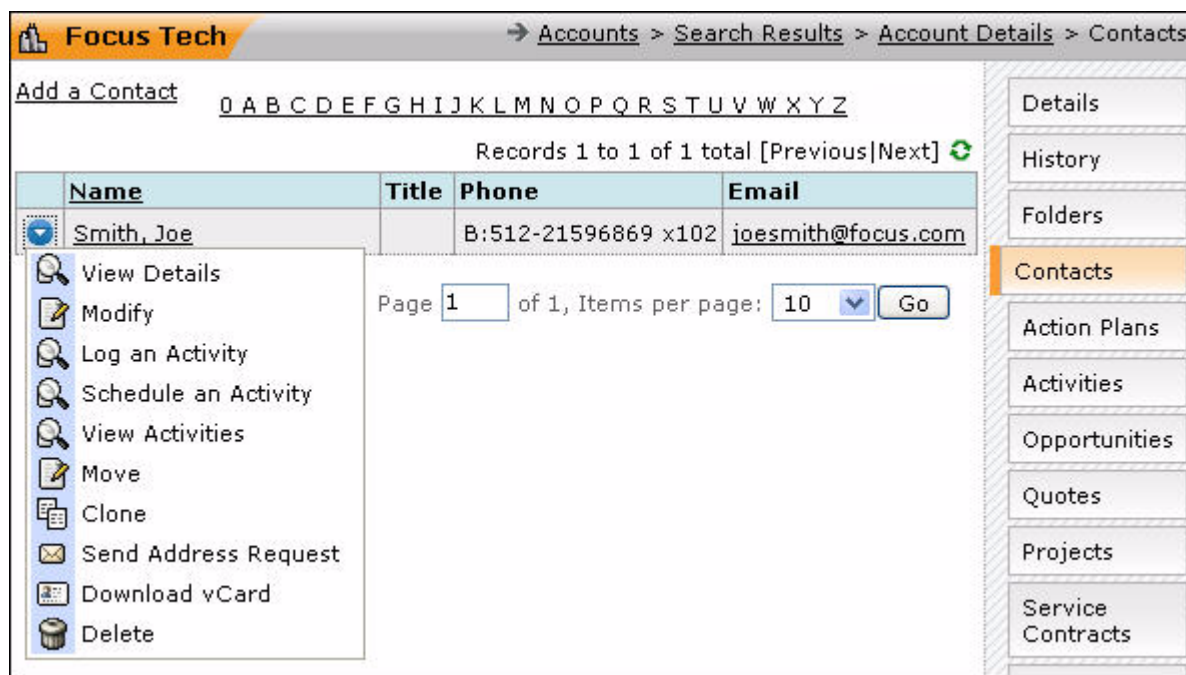 Focus Tech
Accounts > Search Results > Account Details > Contacts
Add a Contact
0 A B C D E F G H I J K L M N O P Q R S T U V W X Y Z
Records 1 to 1 of 1 total [Previous|Next]
Name Title Phone Email
Smith, Joe B:512-21596869 x102 joesmith@focus.com
View Details
Modify
Log an Activity
Schedule an Activity
View Activities
Move
Clone
Send Address Request
Download vCard
Delete
Page 1 of 1, Items per page: 10 Go
Details
History
Folders
Contacts
Action Plans
Activities
Opportunities
Quotes
Projects
Service
Contracts